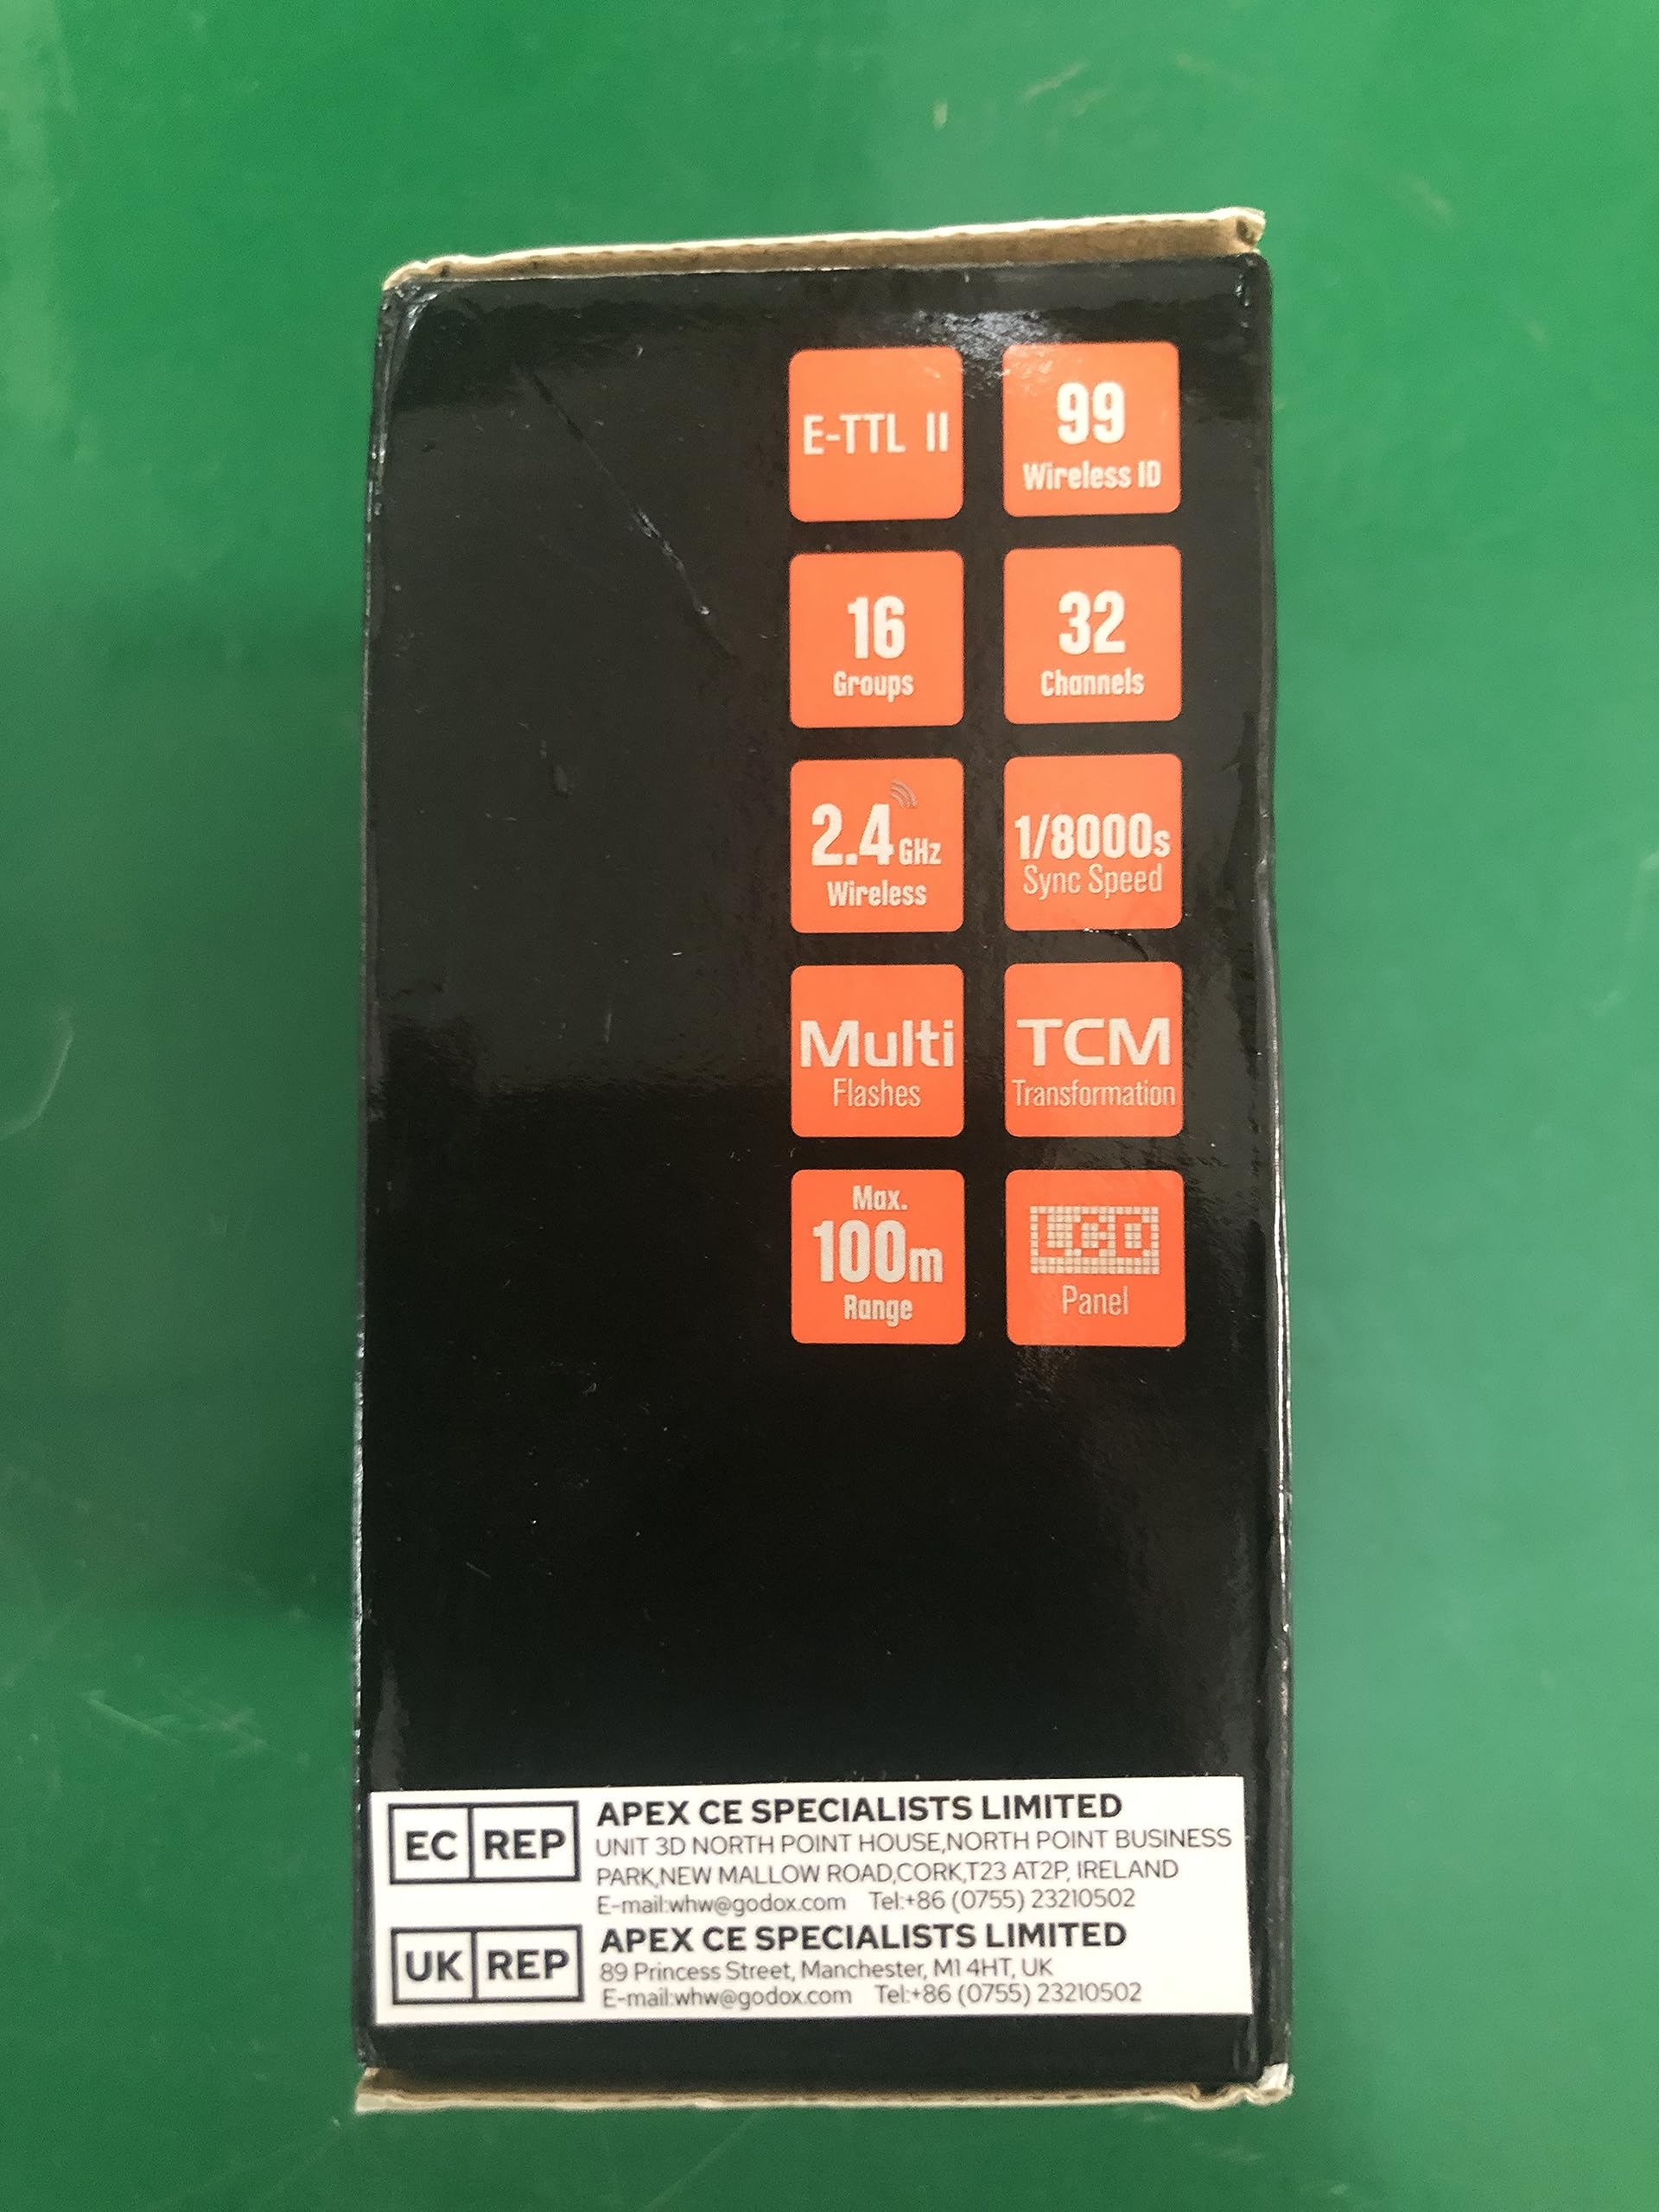 E-TTL II
99
Wireless ID
16
Groups
32
Channels
2.4 GHz
Wireless
1/8000s
Sync Speed
Multi
Flashes
TCM
Transformation
Max.
100m
Range
LCD
Panel
EC REP
APEX CE SPECIALISTS LIMITED
UNIT 3D NORTH POINT HOUSE,NORTH POINT BUSINESS
PARK,NEW MALLOW ROAD,CORK,T23 AT2P, IRELAND
E-mail:whw@godox.com Tel:+86 (0755) 23210502
UK REP
APEX CE SPECIALISTS LIMITED
89 Princess Street, Manchester, M1 4HT, UK
E-mail:whw@godox.com Tel:+86 (0755) 23210502